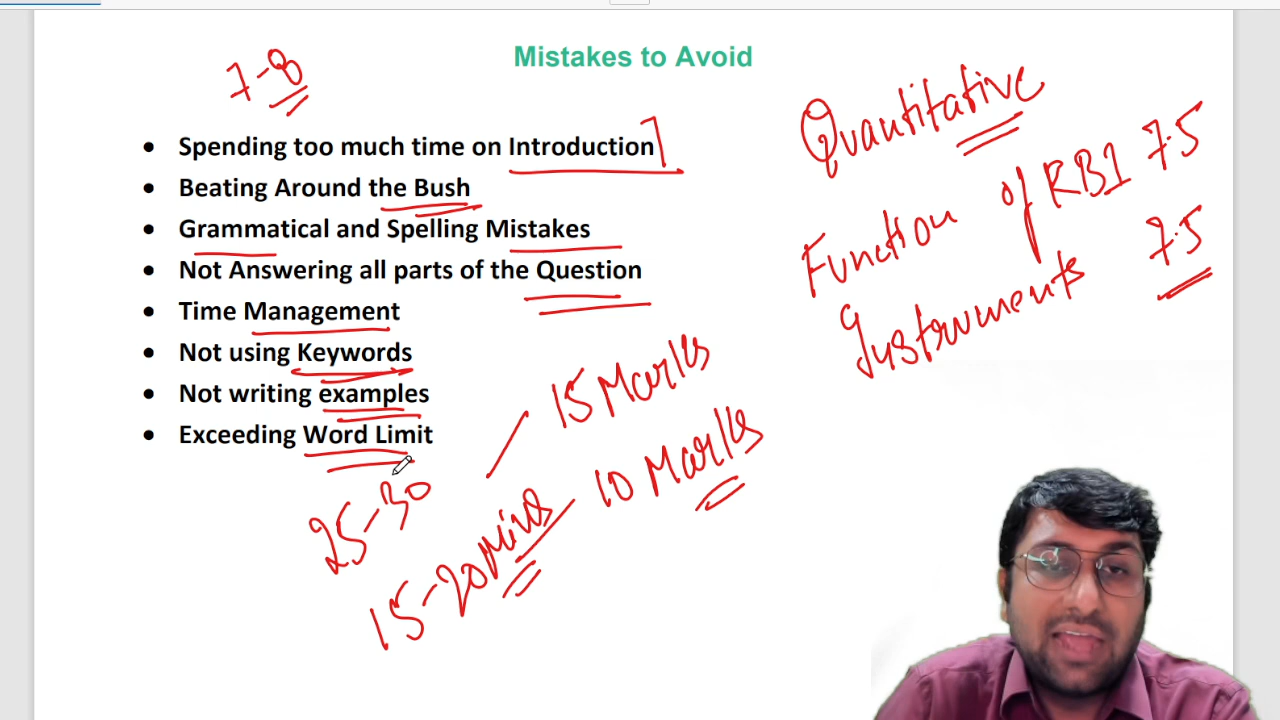 Mistakes to Avoid
7-8
• Spending too much time on Introduction]
• Beating Around the Bush
• Grammatical and Spelling Mistakes
• Not Answering all parts of the Question
• Time Management
• Not using Keywords
• Not writing examples
• Exceeding Word Limit
Quantitative
Function of RBI 7.5
Instruments 7.5
25-30
15 Marks
15-20 Mins
10 Marks